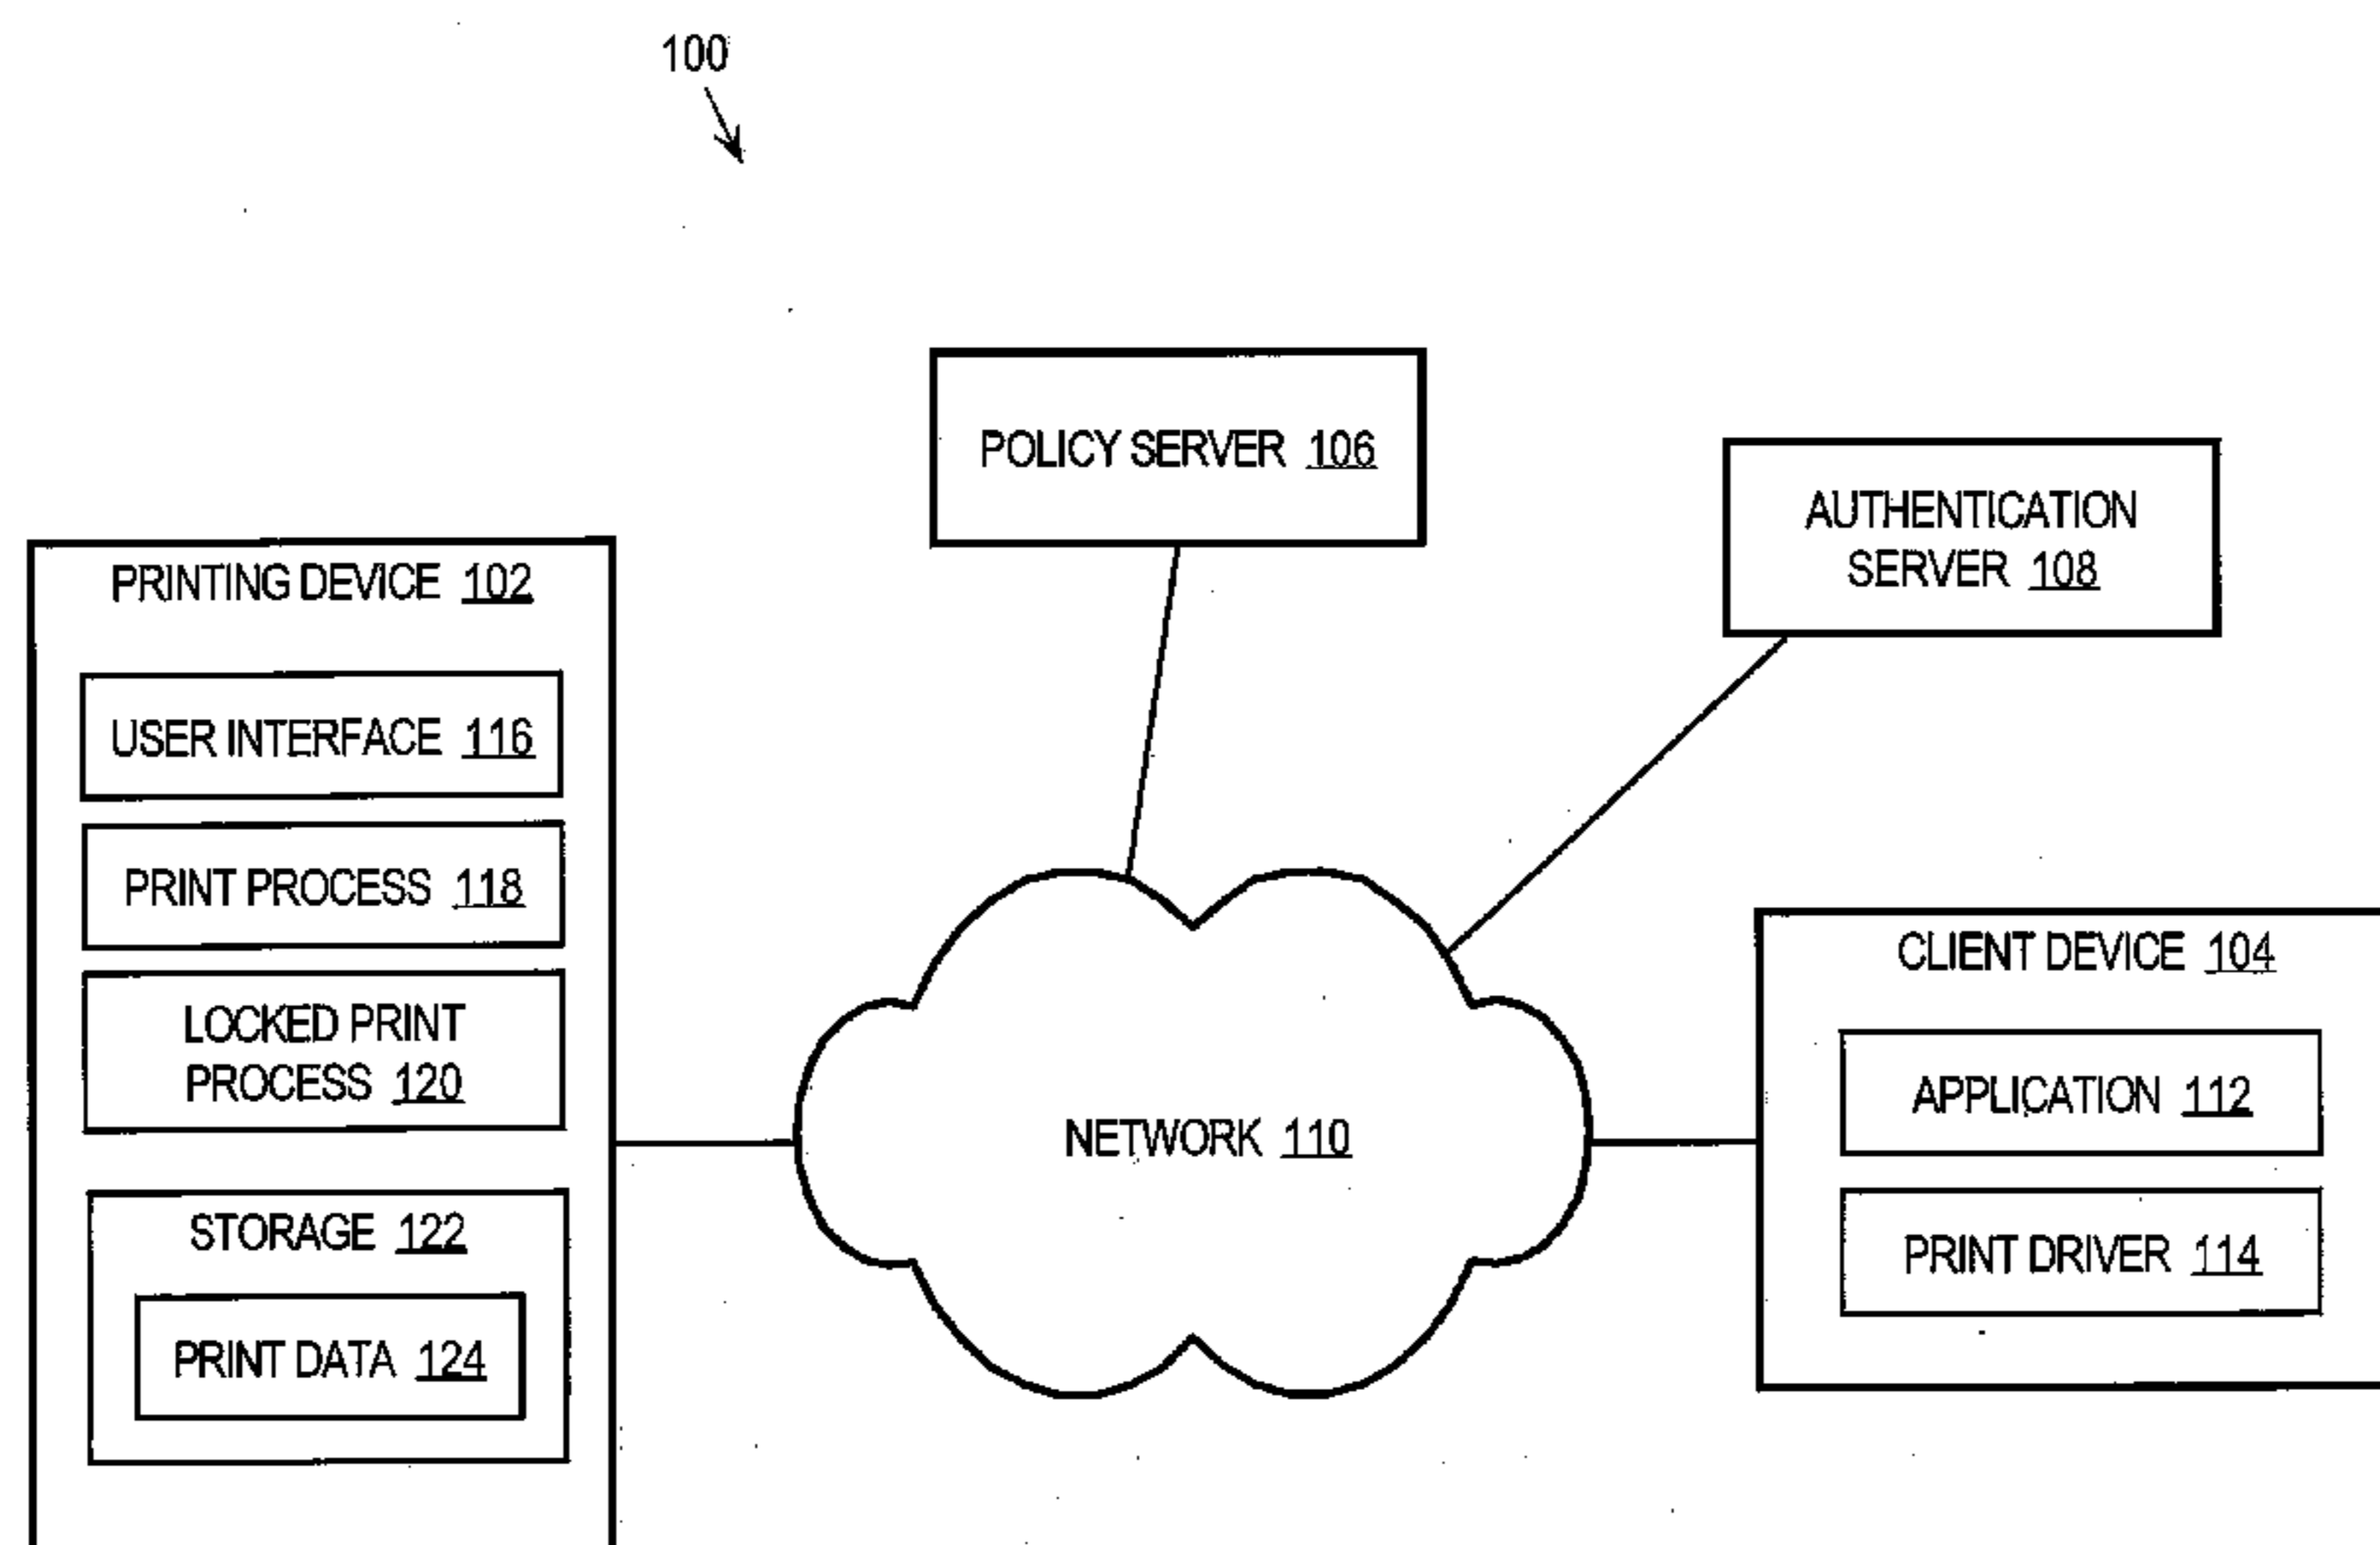 100
POLICY SERVER 106
AUTHENTICATION
SERVER 108
PRINTING DEVICE 102
USER INTERFACE 116
PRINT PROCESS 118
LOCKED PRINT
PROCESS 120
STORAGE 122
PRINT DATA 124
NETWORK 110
CLIENT DEVICE 104
APPLICATION 112
PRINT DRIVER 114